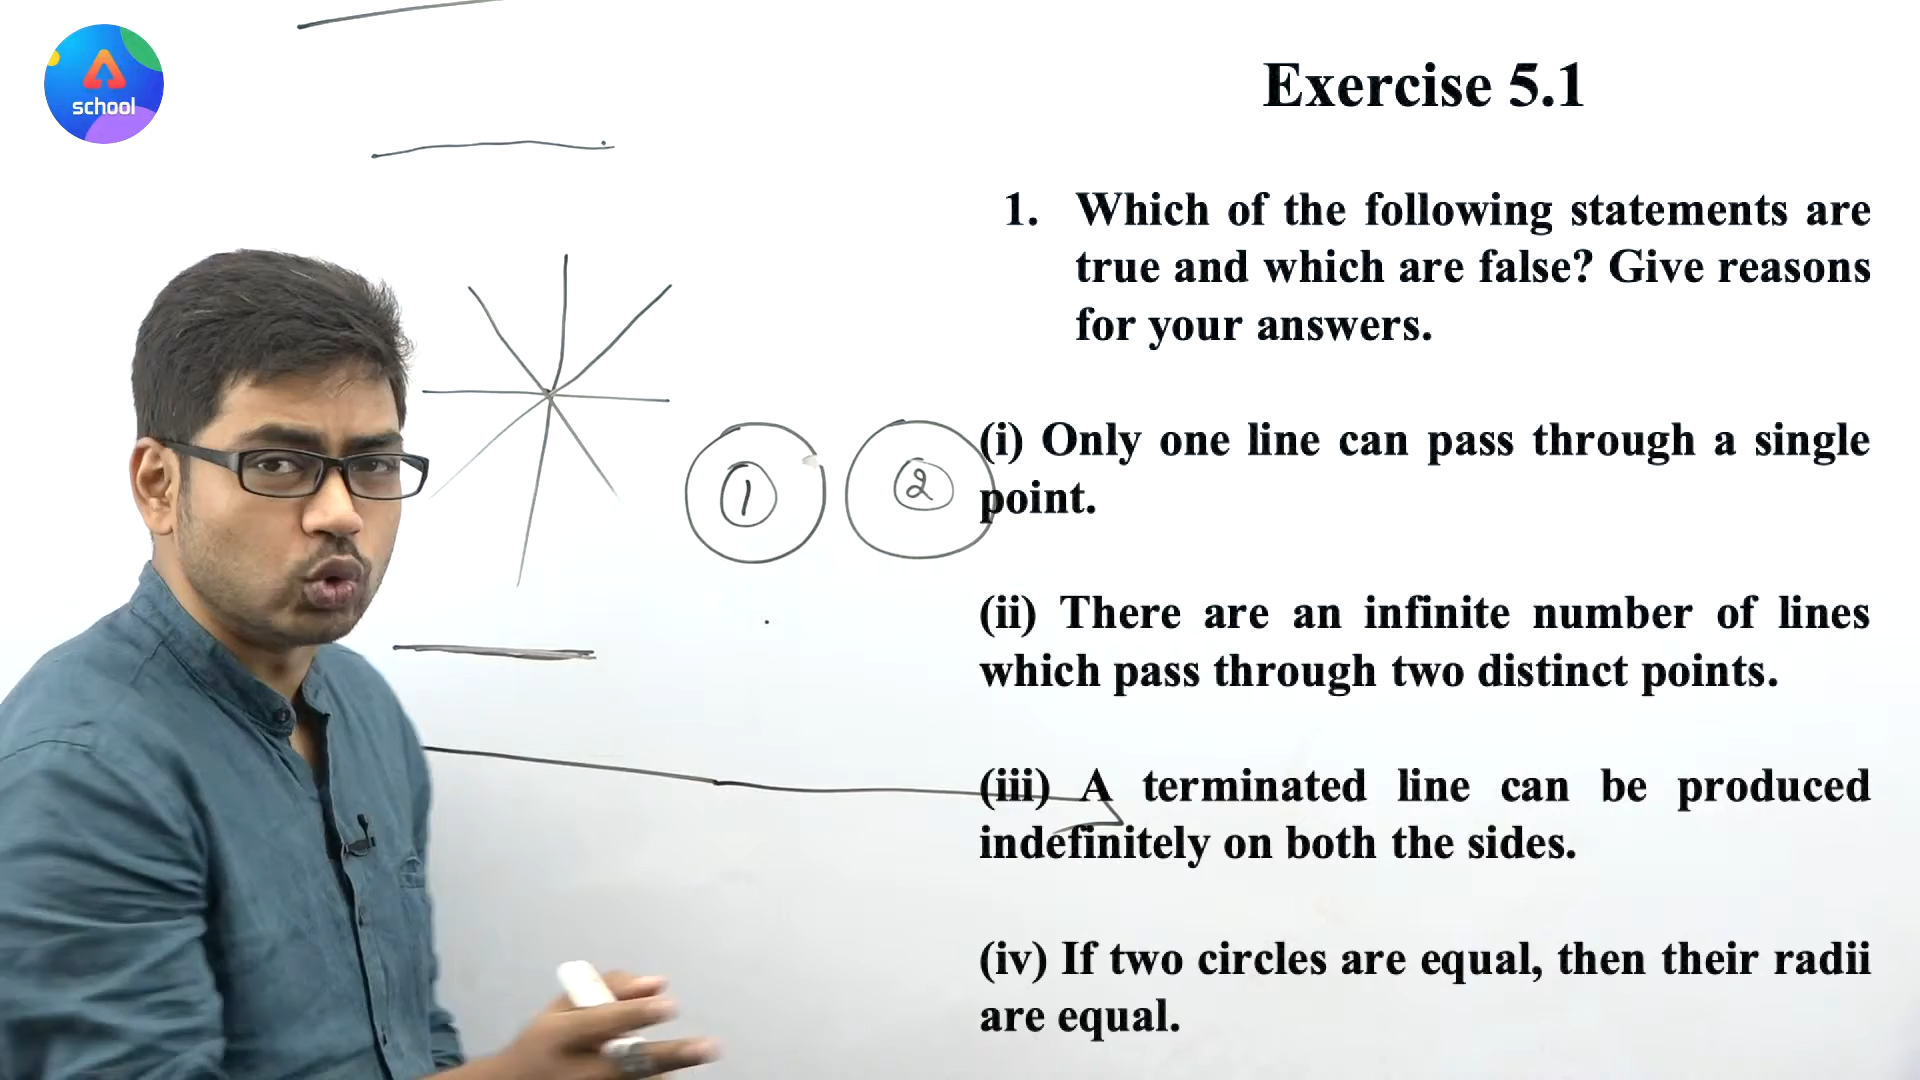 school
Exercise 5.1
1. Which of the following statements are
true and which are false? Give reasons
for your answers.
(i) Only one line can pass through a single
point.
1
2
(ii) There are an infinite number of lines
which pass through two distinct points.
(iii) A terminated line can be produced
indefinitely on both the sides.
(iv) If two circles are equal, then their radii
are equal.